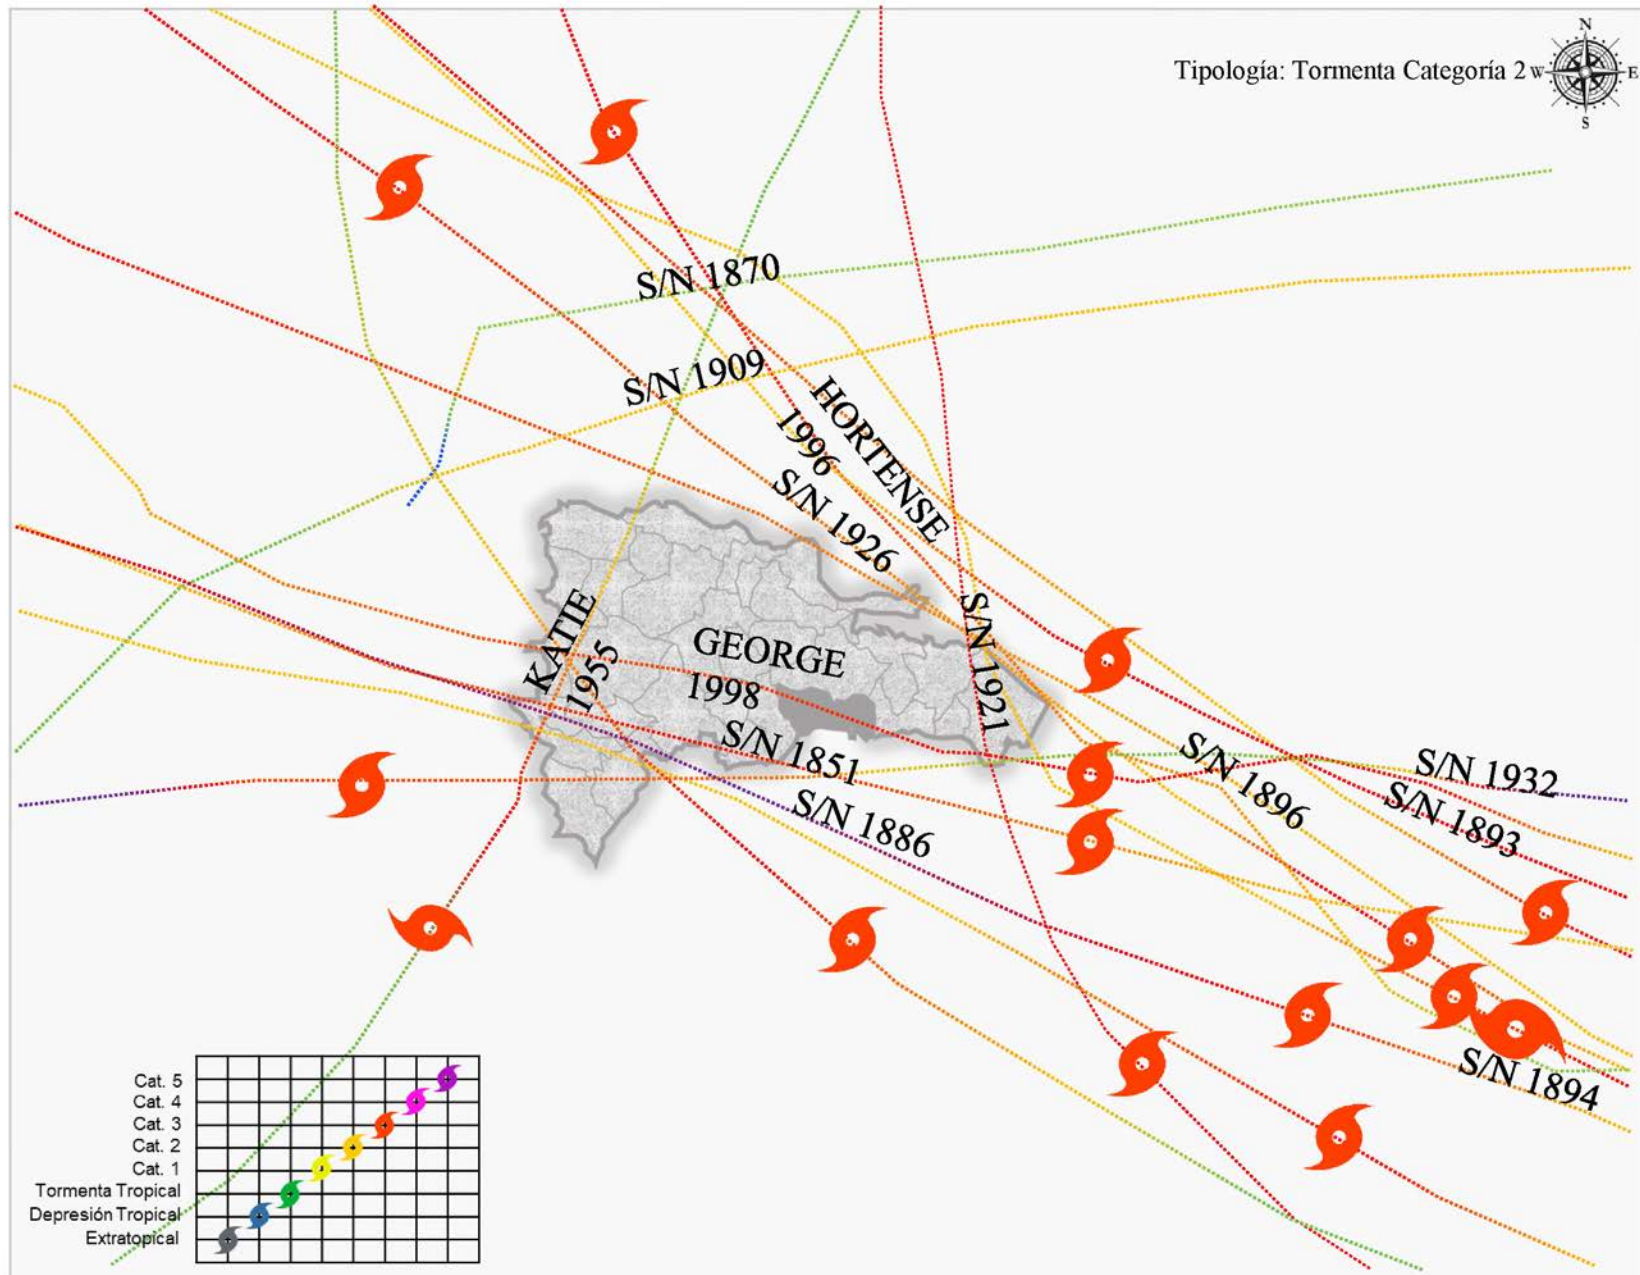 N
Tipología: Tormenta Categoría 2
W
E
S
S/N 1870
S/N 1909
HORTENSE
1996
S/N 1926
KATIE
1955
GEORGE
1998
S/N 1921
S/N 1851
S/N 1886
S/N 1896
S/N 1932
S/N 1893
S/N 1894
Cat. 5
Cat. 4
Cat. 3
Cat. 2
Cat. 1
Tormenta Tropical
Depresión Tropical
Extratopical